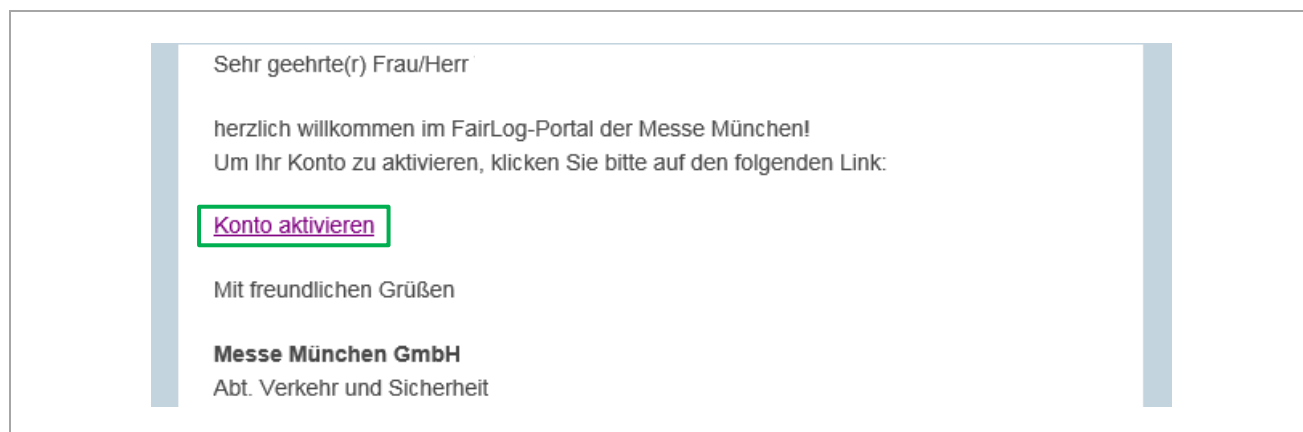 Sehr geehrte(r) Frau/Herr
herzlich willkommen im FairLog-Portal der Messe München!
Um Ihr Konto zu aktivieren, klicken Sie bitte auf den folgenden Link:
Konto aktivieren
Mit freundlichen Grüßen
Messe München GmbH
Abt. Verkehr und Sicherheit